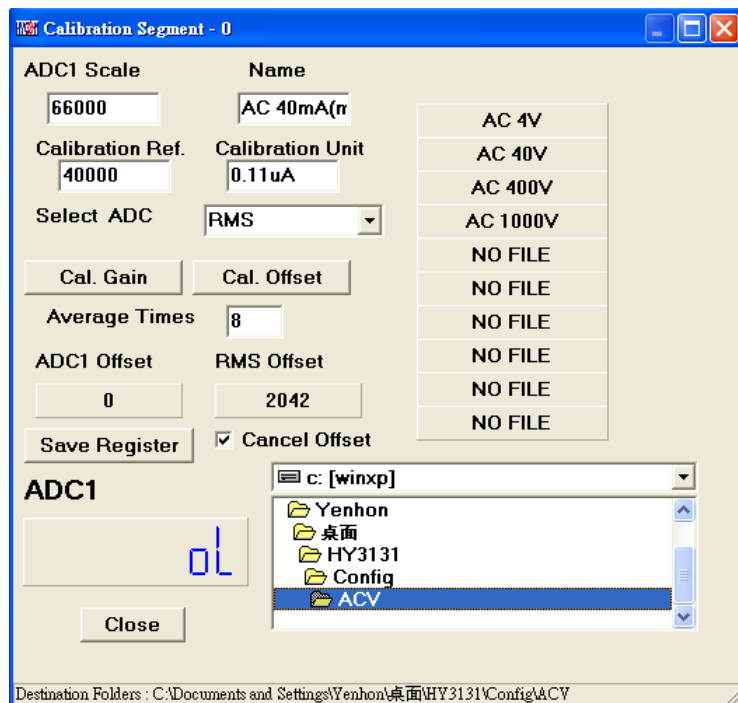 Calibration Segment - 0
ADC1 Scale
Name
66000
AC 40mA(m
Calibration Ref.
Calibration Unit
40000
0.11uA
Select ADC
RMS
Cal. Gain
Cal. Offset
Average Times
8
ADC1 Offset
RMS Offset
0
2042
Save Register
Cancel Offset
AC 4V
AC 40V
AC 400V
AC 1000V
NO FILE
NO FILE
NO FILE
NO FILE
NO FILE
NO FILE
ADC1
oL
Close
c: [winxp]
Yenhon
桌面
HY3131
Config
ACV
Destination Folders : C:\Documents and Settings\Yenhon\桌面\HY3131\Config\ACV